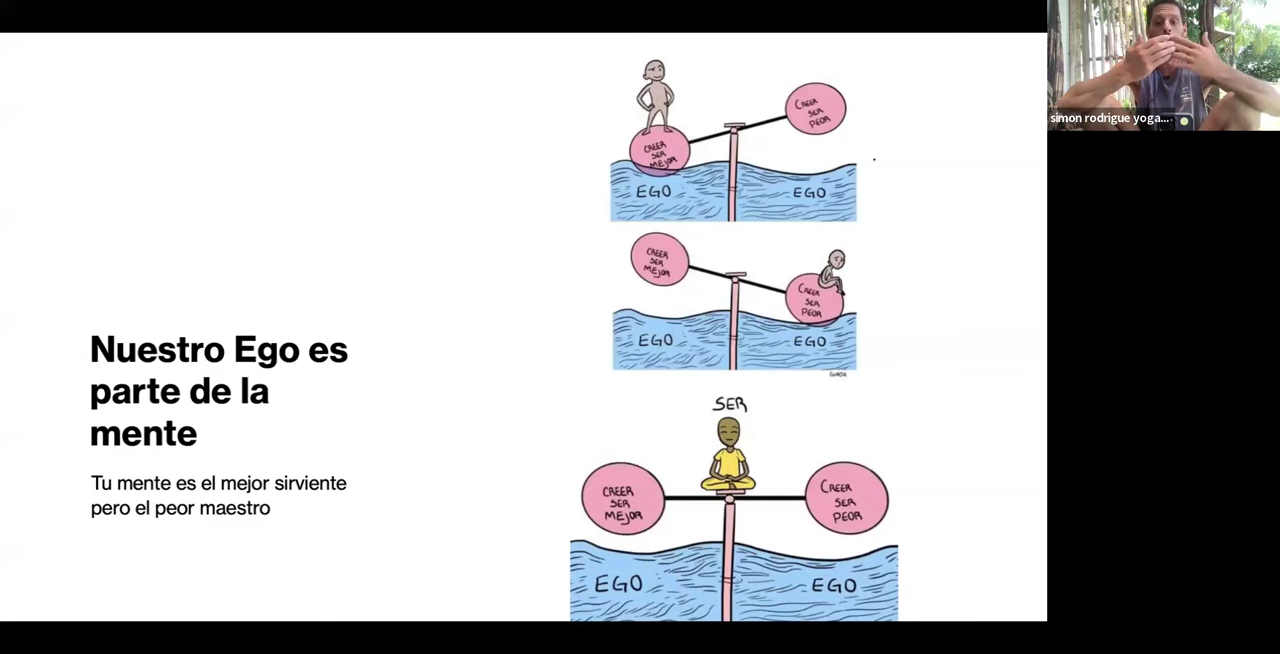 Nuestro Ego es
parte de la
mente
Tu mente es el mejor sirviente
pero el peor maestro
CREER
SER
MEJOR
CREER
SER
PEOR
EGO
EGO
CREER
SER
MEJOR
CREER
SER
PEOR
EGO
EGO
SER
CREER
SER
MEJOR
CREER
SER
PEOR
EGO
EGO
simon rodrigue yoga...